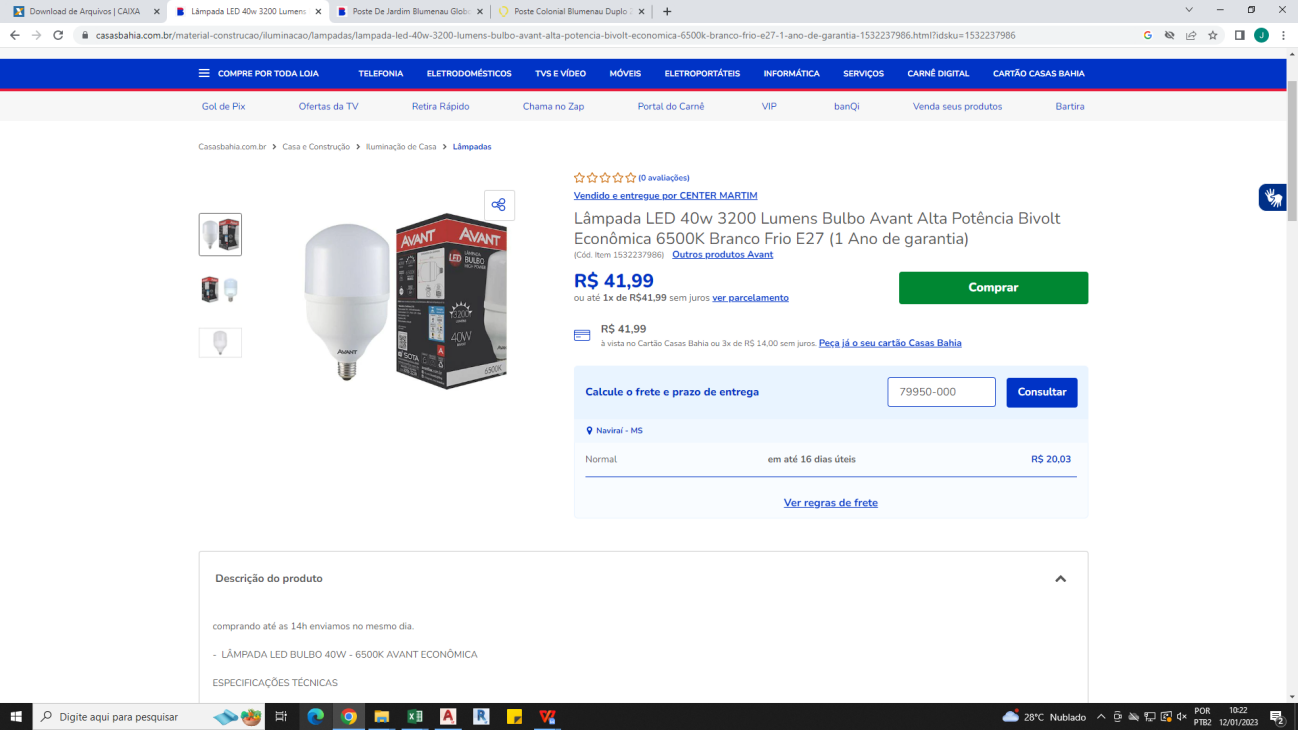 Download de Arquivos | CAIXA
Lâmpada LED 40w 3200 Lumens
Poste De Jardim Blumenau Globo
Poste Colonial Blumenau Duplo
casasbahia.com.br/material-construcao/iluminacao/lampadas/lampada-led-40w-3200-lumens-bulbo-avant-alta-potencia-bivolt-economica-6500k-branco-frio-e27-1-ano-de-garantia-1532237986.html?idsku=1532237986
J
COMPRE POR TODA LOJA TELEFONIA ELETRODOMÉSTICOS TVS E VÍDEO MÓVEIS ELETROPORTÁTEIS INFORMÁTICA SERVIÇOS CARNÊ DIGITAL CARTÃO CASAS BAHIA
Gol de Pix Ofertas da TV Retira Rápido Chama no Zap Portal do Carnê VIP banQi Venda seus produtos Bartira
Casasbahia.com.br > Casa e Construção > Iluminação de Casa > Lâmpadas
(0 avaliações)
Vendido e entregue por CENTER MARTIM
Lâmpada LED 40w 3200 Lumens Bulbo Avant Alta Potência Bivolt
Econômica 6500K Branco Frio E27 (1 Ano de garantia)
(Cód. Item 1532237986) Outros produtos Avant
R$ 41,99
Comprar
ou até 1x de R$41,99 sem juros ver parcelamento
R$ 41,99
à vista no Cartão Casas Bahia ou 3x de R$ 14,00 sem juros. Peça já o seu cartão Casas Bahia
Calcule o frete e prazo de entrega
79950-000
Consultar
Naviraí - MS
Normal em até 16 dias úteis R$ 20,03
Ver regras de frete
AVANT
AVANT
LED
LÂMPADA
BULBO
3200
40W
6500K
AVANT
Descrição do produto
comprando até as 14h enviamos no mesmo dia.
- LÂMPADA LED BULBO 40W - 6500K AVANT ECONÔMICA
ESPECIFICAÇÕES TÉCNICAS
Digite aqui para pesquisar
28°C Nublado
POR
PTB2
10:22
12/01/2023
2